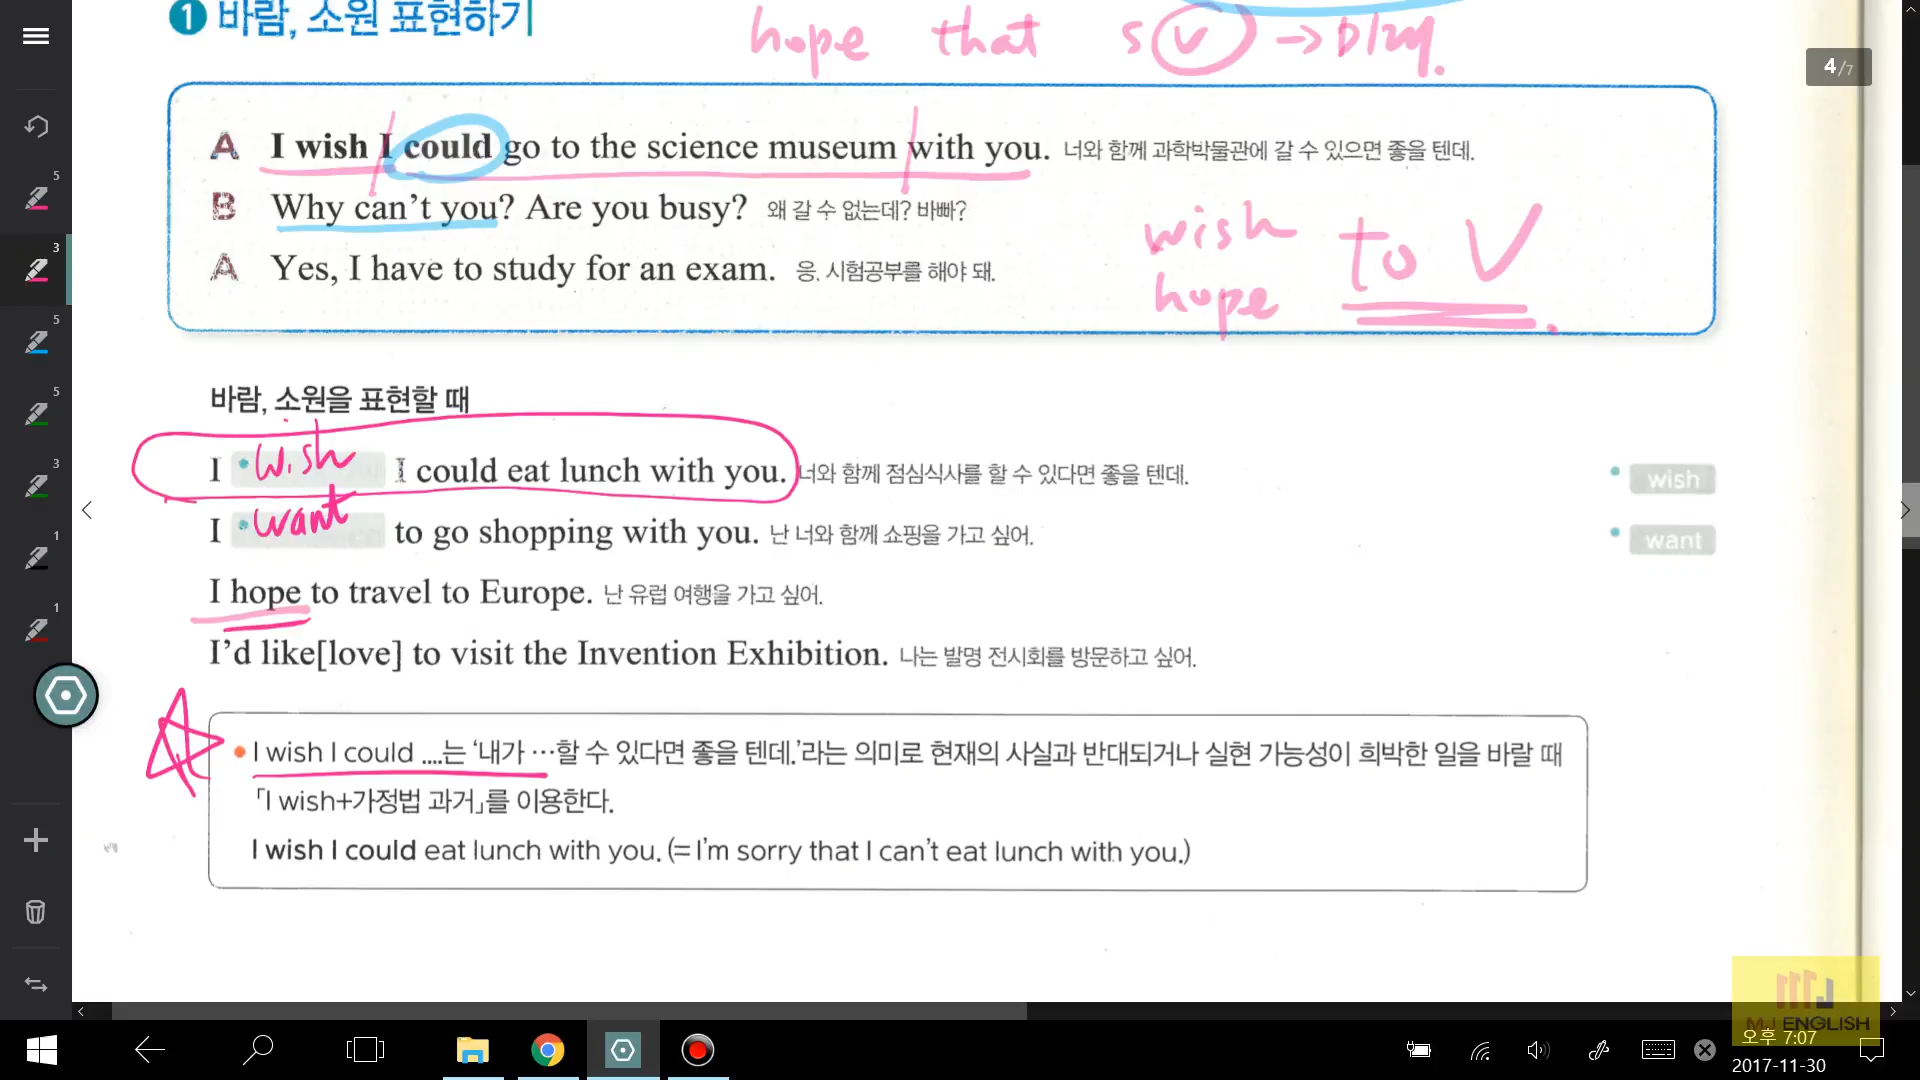 1 바람, 소원 표현하기
hope that s v → play.
4/7
A I wish I could go to the science museum with you. 너와 함께 과학박물관에 갈 수 있으면 좋을 텐데.
B Why can't you? Are you busy? 왜 갈 수 없는데? 바빠?
A Yes, I have to study for an exam. 응. 시험공부를 해야 돼.
wish
hope
to V
바람, 소원을 표현할 때
I wish I could eat lunch with you. 너와 함께 점심식사를 할 수 있다면 좋을 텐데.
wish
I want to go shopping with you. 난 너와 함께 쇼핑을 가고 싶어.
want
I hope to travel to Europe. 난 유럽 여행을 가고 싶어.
I'd like[love] to visit the Invention Exhibition. 나는 발명 전시회를 방문하고 싶어.
• I wish I could ....는 '내가 …할 수 있다면 좋을 텐데.'라는 의미로 현재의 사실과 반대되거나 실현 가능성이 희박한 일을 바랄 때
「I wish+가정법 과거」를 이용한다.
I wish I could eat lunch with you. (= I'm sorry that I can't eat lunch with you.)
5
3
5
5
3
1
1
MJ
MJ ENGLISH
오후 7:07
2017-11-30